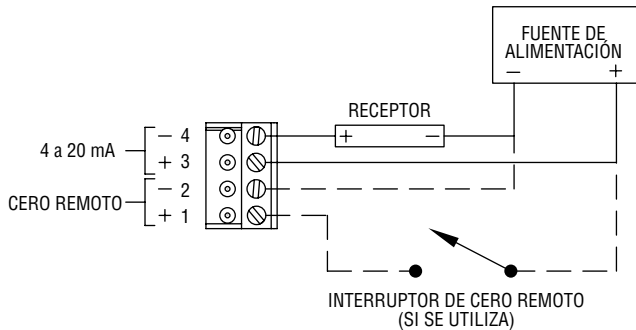 FUENTE DE
ALIMENTACIÓN
− +
RECEPTOR
+ −
4 a 20 mA
− 4
+ 3
CERO REMOTO
− 2
+ 1
INTERRUPTOR DE CERO REMOTO
(SI SE UTILIZA)